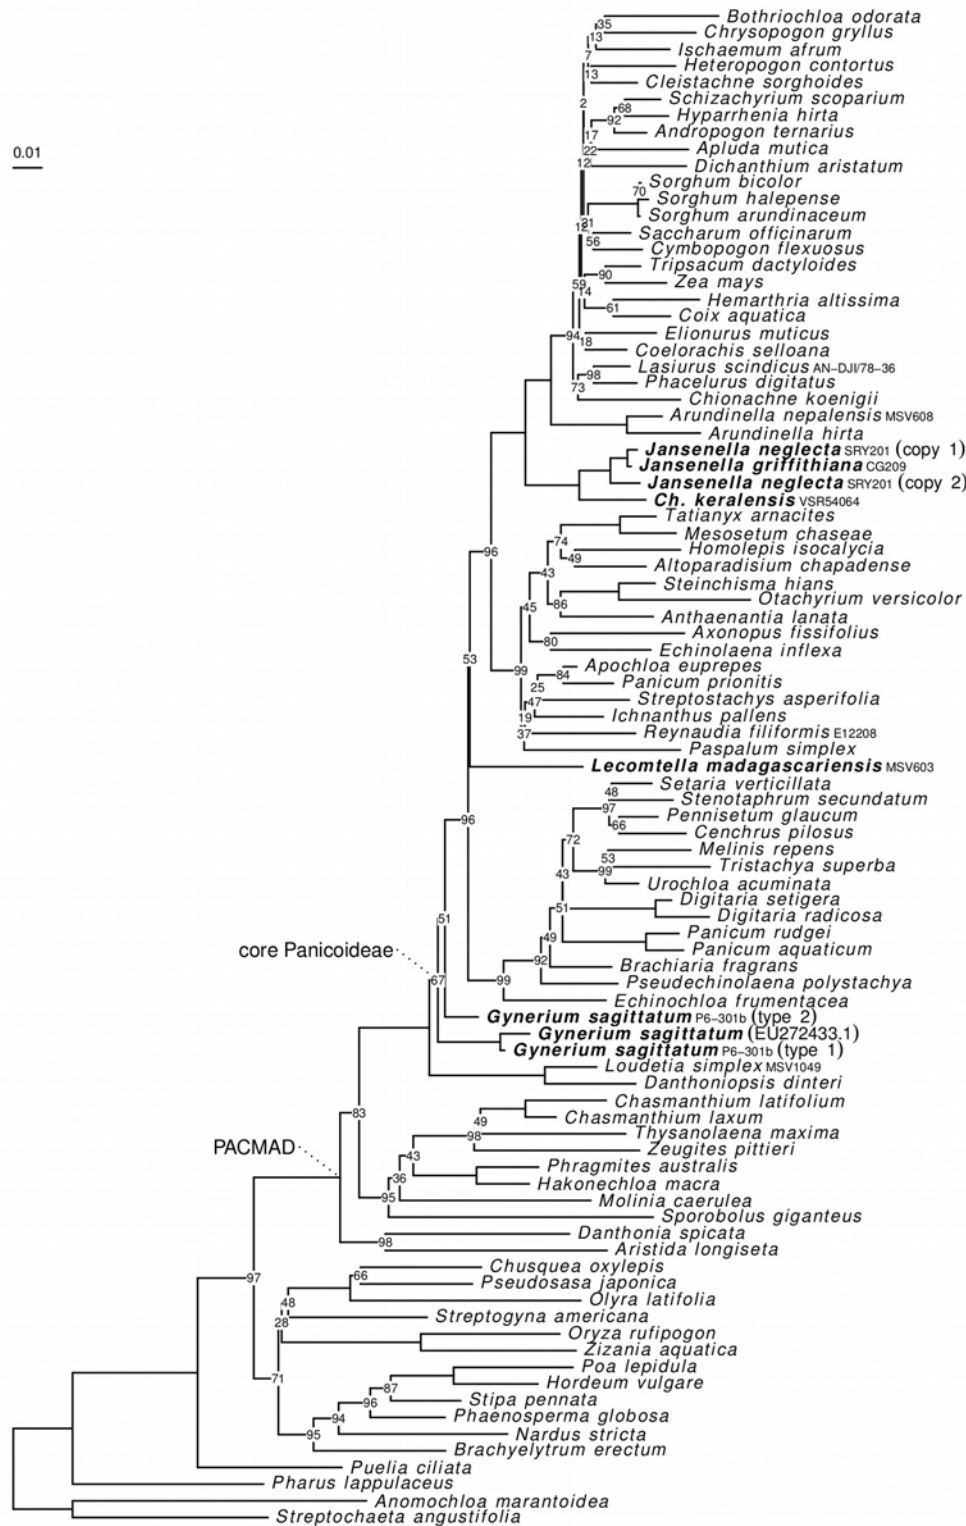 Bothriochloa odorata
35
Chrysopogon gryllus
13
Ischaemum afrum
7
Heteropogon contortus
13
Cleistachne sorghoides
Schizachyrium scoparium
2
68
Hyparrhenia hirta
92
Andropogon ternarius
17
0.01
22
Apluda mutica
12
Dichanthium aristatum
Sorghum bicolor
70
Sorghum halepense
Sorghum arundinaceum
21
Saccharum officinarum
56
Cymbopogon flexuosus
Tripsacum dactyloides
90
59
Zea mays
14
Hemarthria altissima
61
Coix aquatica
94
Elionurus muticus
18
Coelorachis selloana
Lasiurus scindicus AN-DJI/78-36
98
Phacelurus digitatus
73
Chionachne koenigii
Arundinella nepalensis MSV608
Arundinella hirta
Jansenella neglecta SRY201 (copy 1)
Jansenella griffithiana CG209
Jansenella neglecta SRY201 (copy 2)
Ch. keralensis VSR54064
Tatianyx arnacites
Mesosetum chaseae
74
96
Homolepis isocalycia
49
Altoparadisium chapadense
43
Steinchisma hians
Otachyrium versicolor
45
86
Anthaenantia lanata
Axonopus fissifolius
80
Echinolaena inflexa
53
99
Apochloa euprepes
84
25
Panicum prionitis
47
Streptostachys asperifolia
19
Ichnanthus pallens
37
Reynaudia filiformis E12208
Paspalum simplex
Lecomtella madagascariensis MSV603
Setaria verticillata
48
Stenotaphrum secundatum
97
Pennisetum glaucum
96
66
Cenchrus pilosus
72
Melinis repens
53
Tristachya superba
43
99
Urochloa acuminata
Digitaria setigera
51
51
Digitaria radicosa
Panicum rudgei
49
core Panicoideae
Panicum aquaticum
92
Brachiaria fragrans
67
99
Pseudechinolaena polystachya
Echinochloa frumentacea
Gynerium sagittatum P6-301b (type 2)
Gynerium sagittatum (EU272433.1)
Gynerium sagittatum P6-301b (type 1)
Loudetia simplex MSV1049
Danthoniopsis dinteri
Chasmanthium latifolium
83
49
Chasmanthium laxum
98
Thysanolaena maxima
PACMAD
43
Zeugites pittieri
Phragmites australis
36
Hakonechloa macra
95
Molinia caerulea
Sporobolus giganteus
98
Danthonia spicata
Aristida longiseta
Chusquea oxylepis
97
66
Pseudosasa japonica
48
Olyra latifolia
28
Streptogyna americana
Oryza rufipogon
Zizania aquatica
71
Poa lepidula
87
Hordeum vulgare
96
Stipa pennata
94
Phaenosperma globosa
95
Nardus stricta
Brachyelytrum erectum
Puelia ciliata
Pharus lappulaceus
Anomochloa marantoidea
Streptochaeta angustifolia